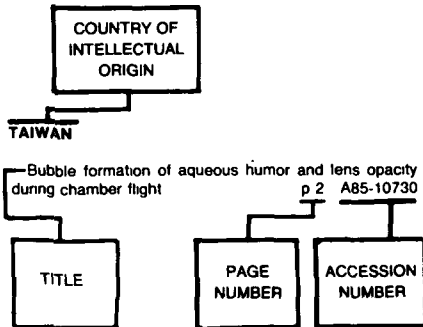 COUNTRY OF
INTELLECTUAL
ORIGIN
TAIWAN
Bubble formation of aqueous humor and lens opacity
during chamber flight p 2 A85-10730
TITLE
PAGE
NUMBER
ACCESSION
NUMBER